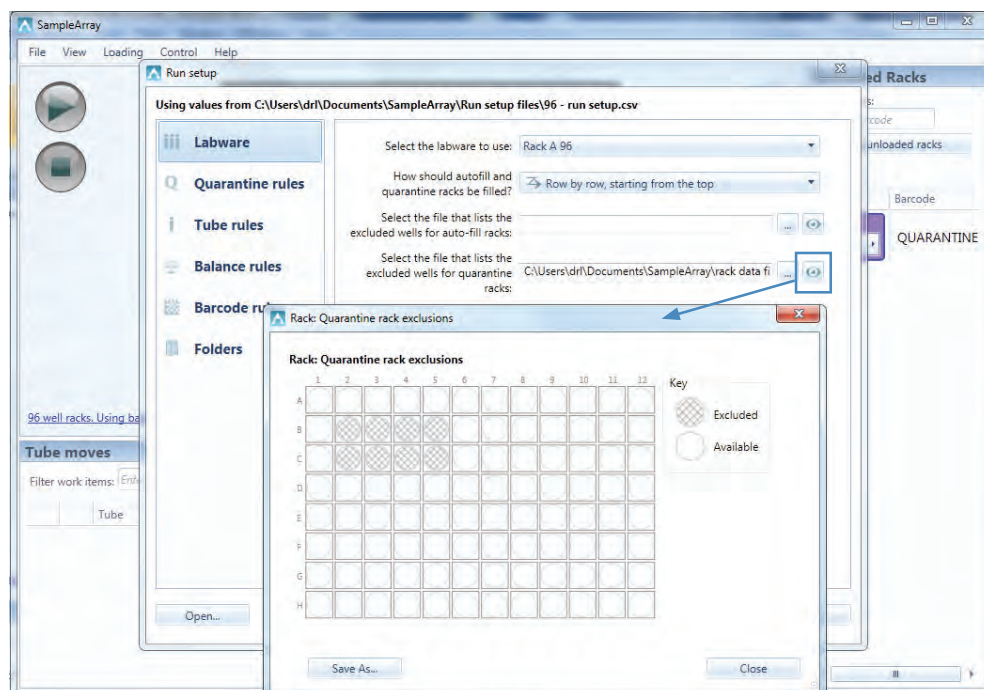 SampleArray
File View Loading Control Help
Run setup
Using values from C:\Users\drl\Documents\SampleArray\Run setup files\96 - run setup.csv
Labware
Quarantine rules
Tube rules
Balance rules
Barcode ru
Folders
Select the labware to use: Rack A 96
How should autofill and
quarantine racks be filled?
Row by row, starting from the top
Select the file that lists the
excluded wells for auto-fill racks:
...
Select the file that lists the
excluded wells for quarantine
racks:
C:\Users\drl\Documents\SampleArray\rack data fi ...
ed Racks
s:
rcode
unloaded racks
Barcode
QUARANTINE
96 well racks. Using ba
Tube moves
Filter work items: Ente
Tube
Open...
Rack: Quarantine rack exclusions
Rack: Quarantine rack exclusions
1 2 3 4 5 6 7 8 9 10 11 12
A
B
C
D
E
F
G
H
Key
Excluded
Available
Save As...
Close